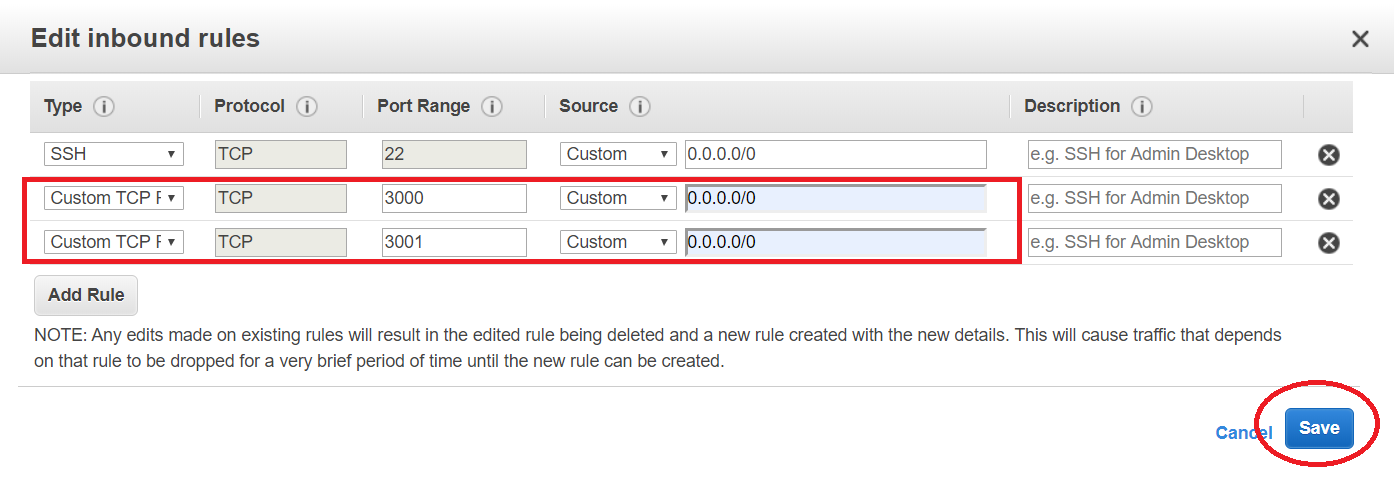 Edit inbound rules
Type Protocol Port Range Source Description
SSH TCP 22 Custom 0.0.0.0/0 e.g. SSH for Admin Desktop
Custom TCP F TCP 3000 Custom 0.0.0.0/0 e.g. SSH for Admin Desktop
Custom TCP F TCP 3001 Custom 0.0.0.0/0 e.g. SSH for Admin Desktop
Add Rule
NOTE: Any edits made on existing rules will result in the edited rule being deleted and a new rule created with the new details. This will cause traffic that depends
on that rule to be dropped for a very brief period of time until the new rule can be created.
Cancel Save